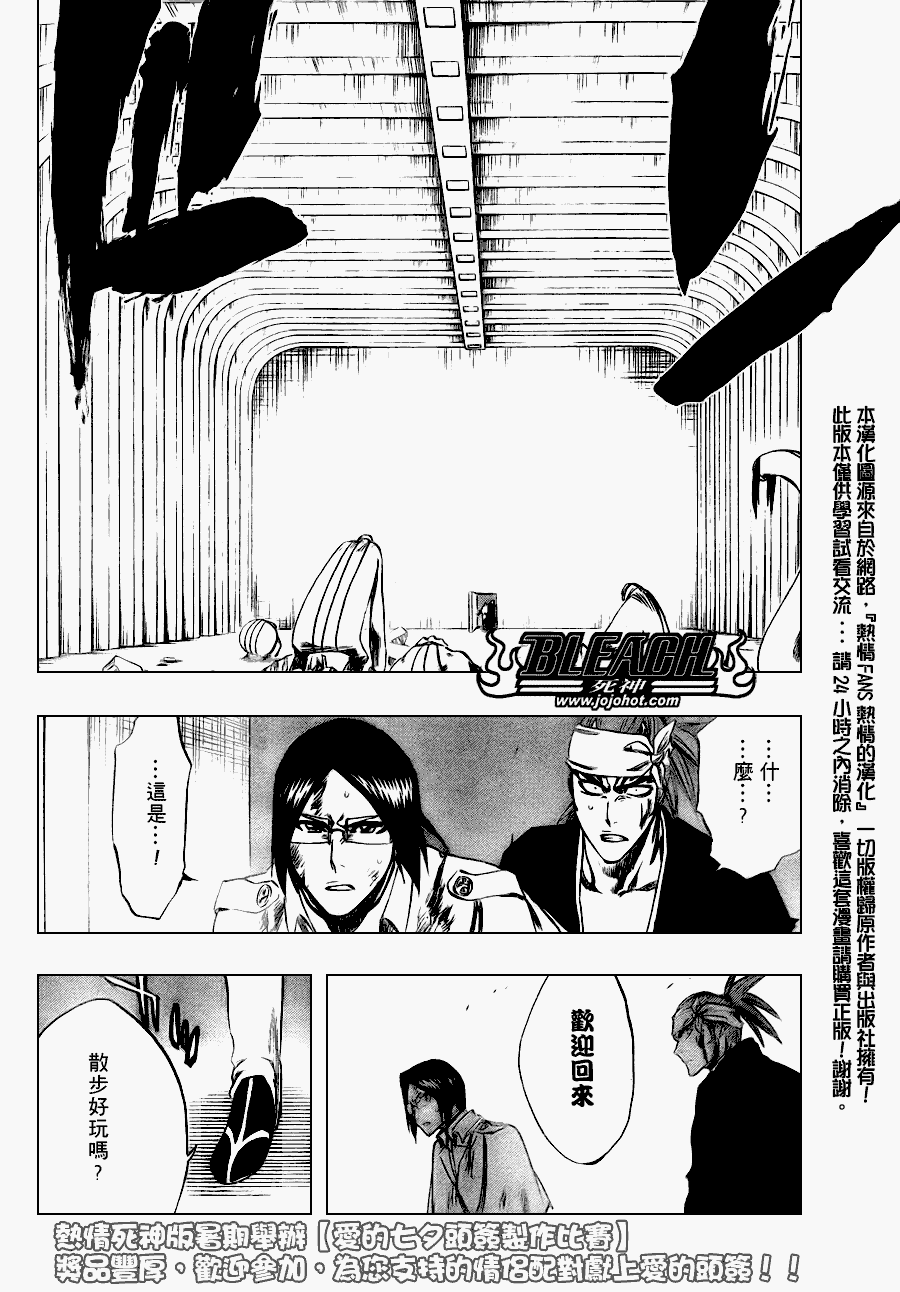 BLEACH
死神
www.jojohot.com
…什…
…麼…?
…這是…!
歡迎回來
散步好玩嗎?
本漢化圖源來自於網路,『熱情FANS熱情的漢化』一切版權歸原作者與出版社擁有!
此版本僅供學習試看交流…請24小時之內消除,喜歡這套漫畫請購買正版!謝謝。
熱情死神版暑期舉辦【愛的七夕頭簽製作比賽】
獎品豐厚,歡迎參加,為您支持的情侶配對獻上愛的頭簽!!